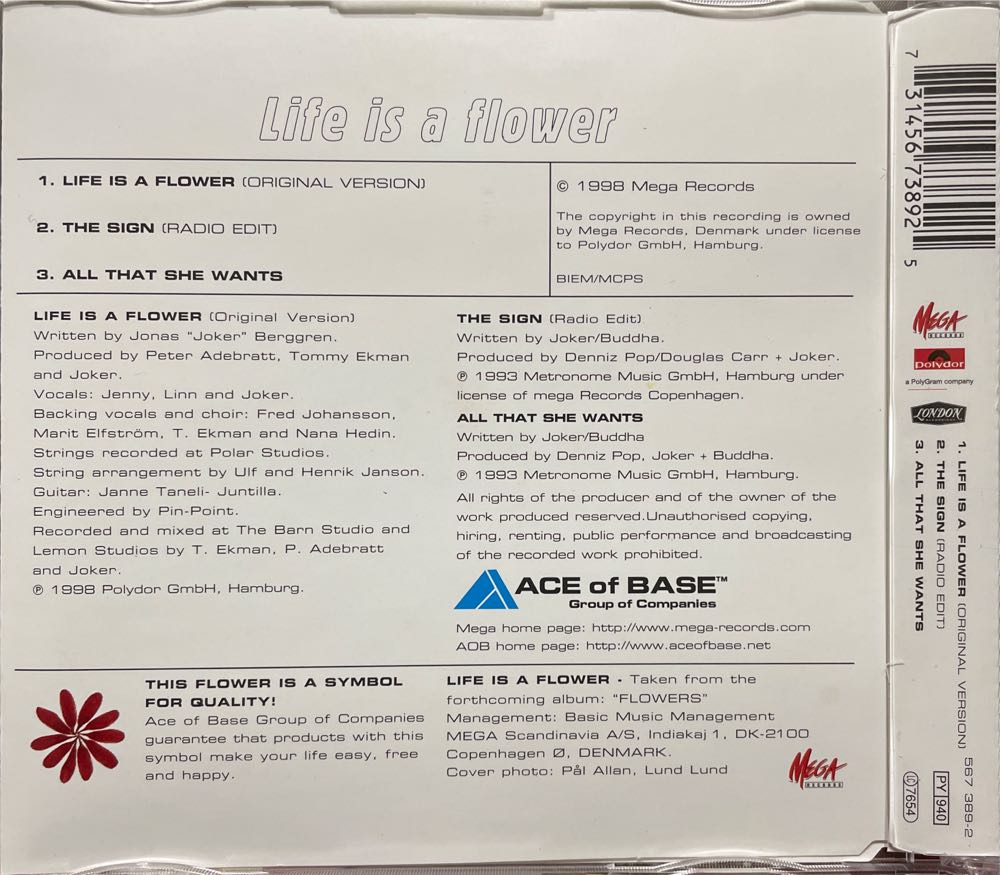 Life is a flower
1. LIFE IS A FLOWER (ORIGINAL VERSION)
2. THE SIGN (RADIO EDIT)
3. ALL THAT SHE WANTS
© 1998 Mega Records
The copyright in this recording is owned
by Mega Records, Denmark under license
to Polydor GmbH, Hamburg.
BIEM/MCPS
LIFE IS A FLOWER (Original Version)
Written by Jonas "Joker" Berggren.
Produced by Peter Adebratt, Tommy Ekman
and Joker.
Vocals: Jenny, Linn and Joker.
Backing vocals and choir: Fred Johansson,
Marit Elfström, T. Ekman and Nana Hedin.
Strings recorded at Polar Studios.
String arrangement by Ulf and Henrik Janson.
Guitar: Janne Taneli- Juntilla.
Engineered by Pin-Point.
Recorded and mixed at The Barn Studio and
Lemon Studios by T. Ekman, P. Adebratt
and Joker.
℗ 1998 Polydor GmbH, Hamburg.
THE SIGN (Radio Edit)
Written by Joker/Buddha.
Produced by Denniz Pop/Douglas Carr + Joker.
℗ 1993 Metronome Music GmbH, Hamburg under
license of mega Records Copenhagen.
ALL THAT SHE WANTS
Written by Joker/Buddha
Produced by Denniz Pop, Joker + Buddha.
℗ 1993 Metronome Music GmbH, Hamburg.
All rights of the producer and of the owner of the
work produced reserved.Unauthorised copying,
hiring, renting, public performance and broadcasting
of the recorded work prohibited.
ACE of BASE™
Group of Companies
Mega home page: http://www.mega-records.com
AOB home page: http://www.aceofbase.net
THIS FLOWER IS A SYMBOL
FOR QUALITY!
Ace of Base Group of Companies
guarantee that products with this
symbol make your life easy, free
and happy.
LIFE IS A FLOWER - Taken from the
forthcoming album: "FLOWERS"
Management: Basic Music Management
MEGA Scandinavia A/S, Indiakaj 1, DK-2100
Copenhagen Ø, DENMARK.
Cover photo: Pål Allan, Lund Lund
MEGA
RECORDS
7 31456 73892 5
MEGA
RECORDS
Polydor
a PolyGram company
LONDON
1. LIFE IS A FLOWER (ORIGINAL VERSION) 567 389-2
2. THE SIGN (RADIO EDIT)
3. ALL THAT SHE WANTS
PY 940
LC 7654